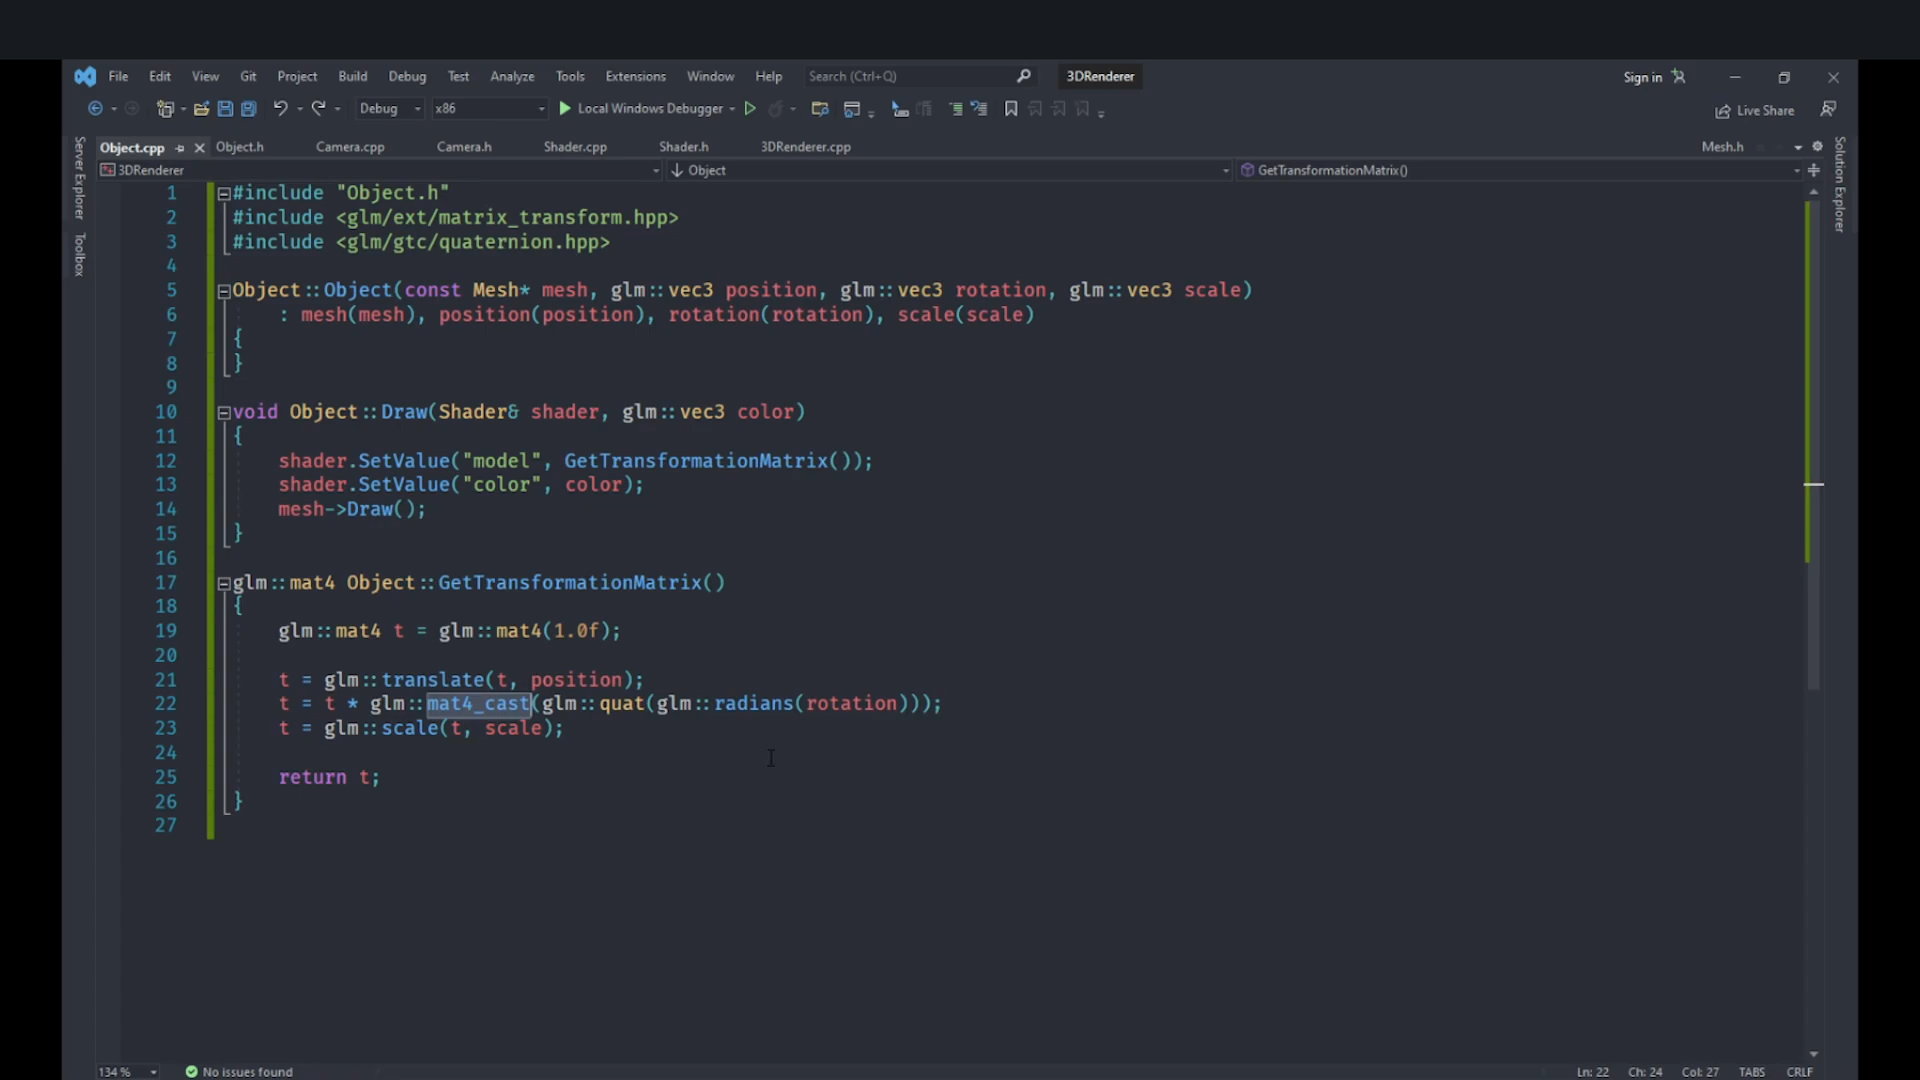 File Edit View Git Project Build Debug Test Analyze Tools Extensions Window Help Search (Ctrl+Q) 3DRenderer Sign in
Debug x86 Local Windows Debugger Live Share
Object.cpp Object.h Camera.cpp Camera.h Shader.cpp Shader.h 3DRenderer.cpp Mesh.h
3DRenderer Object GetTransformationMatrix()
Server Explorer
Toolbox
Solution Explorer
1 #include "Object.h"
2 #include <glm/ext/matrix_transform.hpp>
3 #include <glm/gtc/quaternion.hpp>
4
5 Object::Object(const Mesh* mesh, glm::vec3 position, glm::vec3 rotation, glm::vec3 scale)
6 : mesh(mesh), position(position), rotation(rotation), scale(scale)
7 {
8 }
9
10 void Object::Draw(Shader& shader, glm::vec3 color)
11 {
12 shader.SetValue("model", GetTransformationMatrix());
13 shader.SetValue("color", color);
14 mesh->Draw();
15 }
16
17 glm::mat4 Object::GetTransformationMatrix()
18 {
19 glm::mat4 t = glm::mat4(1.0f);
20
21 t = glm::translate(t, position);
22 t = t * glm::mat4_cast(glm::quat(glm::radians(rotation)));
23 t = glm::scale(t, scale);
24
25 return t;
26 }
27
134 % No issues found Ln: 22 Ch: 24 Col: 27 TABS CRLF